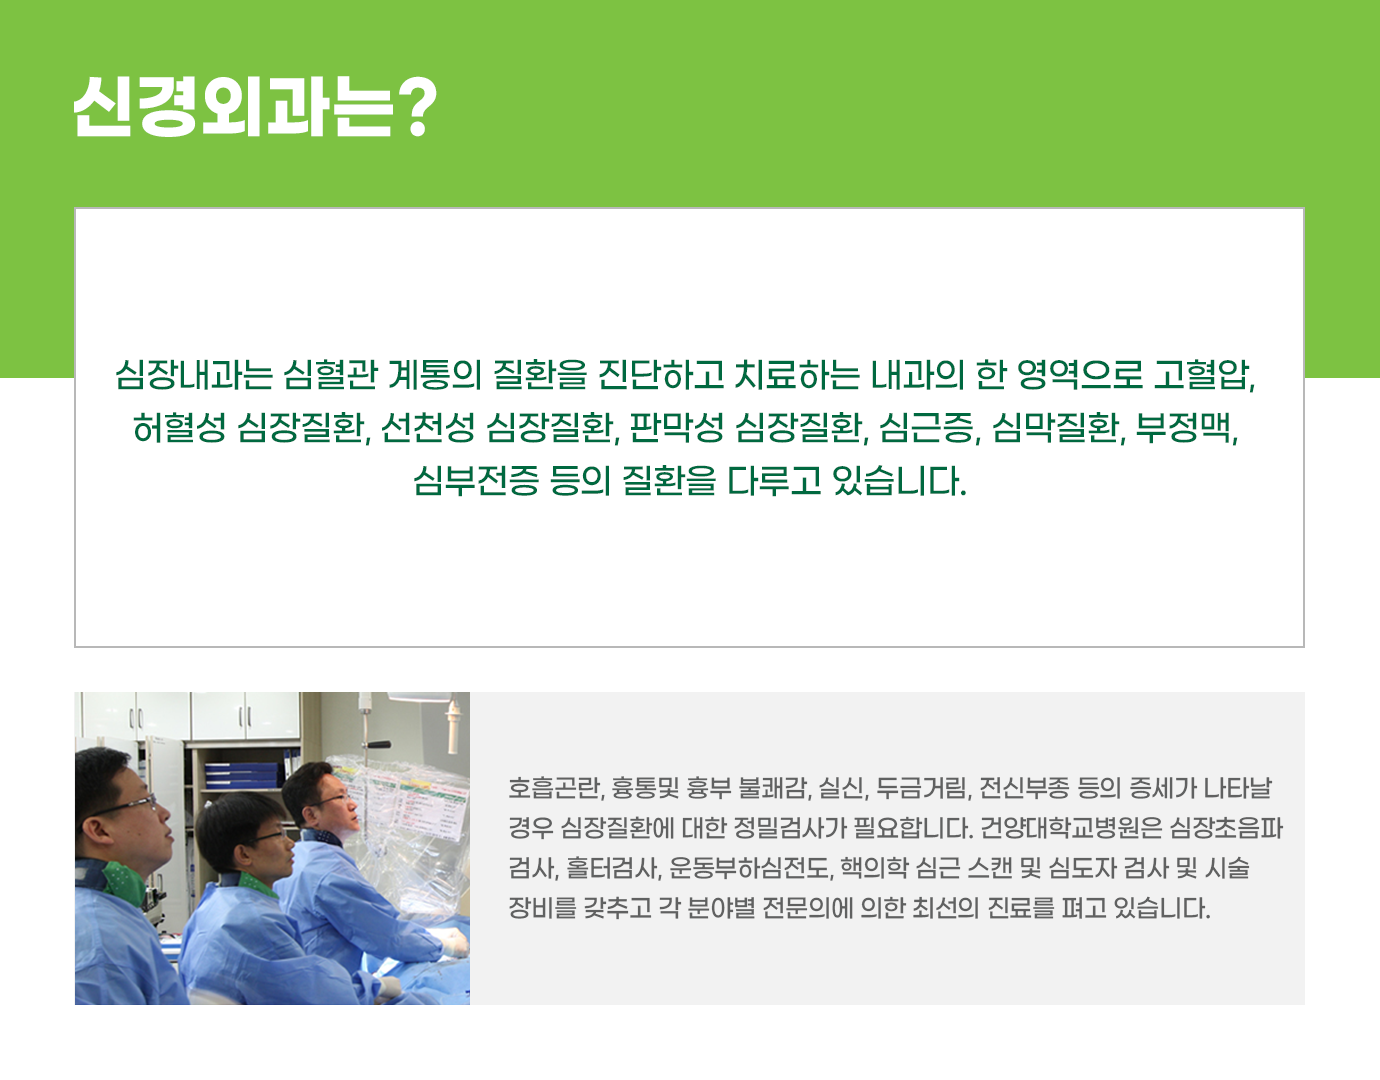 신경외과는?
심장내과는 심혈관 계통의 질환을 진단하고 치료하는 내과의 한 영역으로 고혈압,
허혈성 심장질환, 선천성 심장질환, 판막성 심장질환, 심근증, 심막질환, 부정맥,
심부전증 등의 질환을 다루고 있습니다.
호흡곤란, 흉통및 흉부 불쾌감, 실신, 두금거림, 전신부종 등의 증세가 나타날
경우 심장질환에 대한 정밀검사가 필요합니다. 건양대학교병원은 심장초음파
검사, 홀터검사, 운동부하심전도, 핵의학 심근 스캔 및 심도자 검사 및 시술
장비를 갖추고 각 분야별 전문의에 의한 최선의 진료를 펴고 있습니다.